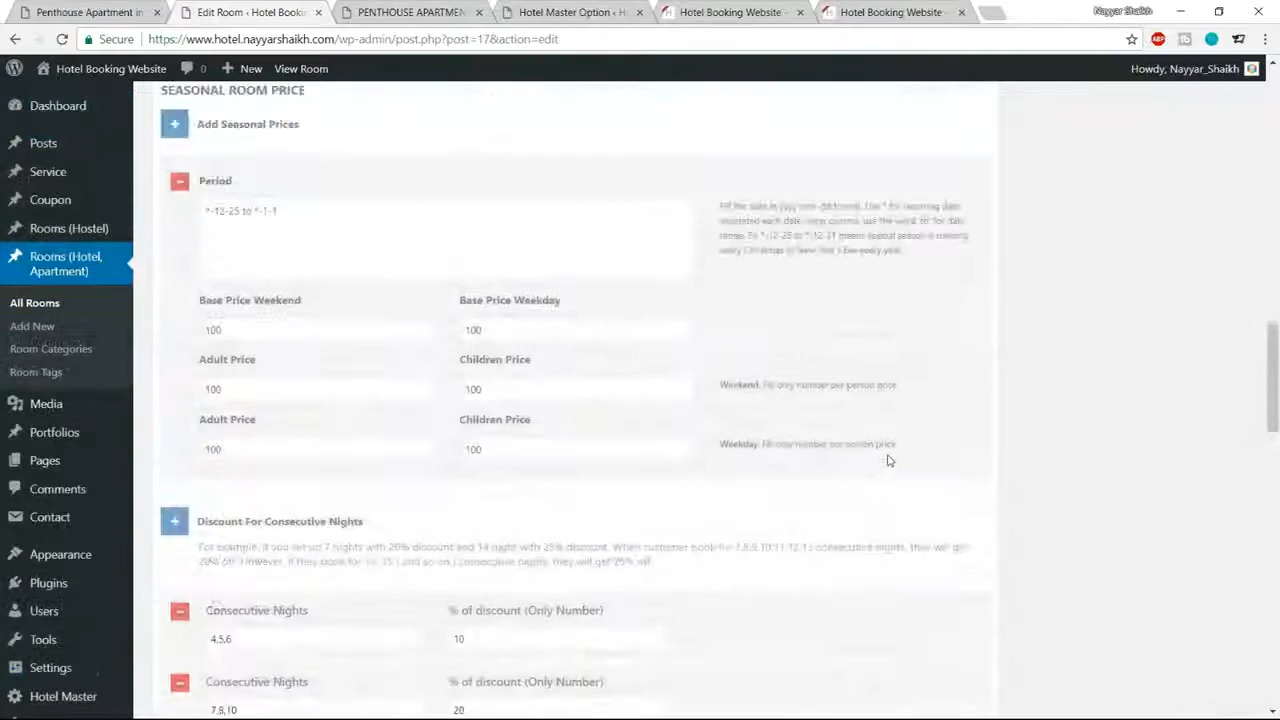 Penthouse Apartment in
Edit Room ‹ Hotel Bookin
PENTHOUSE APARTMEN
Hotel Master Option ‹ H
Hotel Booking Website –
Hotel Booking Website –
Nayyar Shaikh
Secure
https://www.hotel.nayyarshaikh.com/wp-admin/post.php?post=17&action=edit
ABP
Hotel Booking Website
0
New
View Room
Howdy, Nayyar_Shaikh
Dashboard
Posts
Service
Coupon
Rooms (Hostel)
Rooms (Hotel,
Apartment)
All Rooms
Add New
Room Categories
Room Tags
Media
Portfolios
Pages
Comments
Contact
Appearance
Plugins
Users
Tools
Settings
Hotel Master
SEASONAL ROOM PRICE
Add Seasonal Prices
Period
*-12-25 to *-1-1
Base Price Weekend
Base Price Weekday
100
100
Adult Price
Children Price
100
100
Weekend. Fill only number per person price
Adult Price
Children Price
100
100
Weekday. Fill only number per person price
Discount For Consecutive Nights
For example, if you set up 7 nights with 20% discount and 14 night with 25% discount. When customer book for 7,8,9,10,11,12,13 consecutive nights, they will get
20% off. However, if they book for 14, 15 ( and so on ) consecutive nights, they will get 25% off.
Consecutive Nights
% of discount (Only Number)
4,5,6
10
Consecutive Nights
% of discount (Only Number)
7,8,10
20